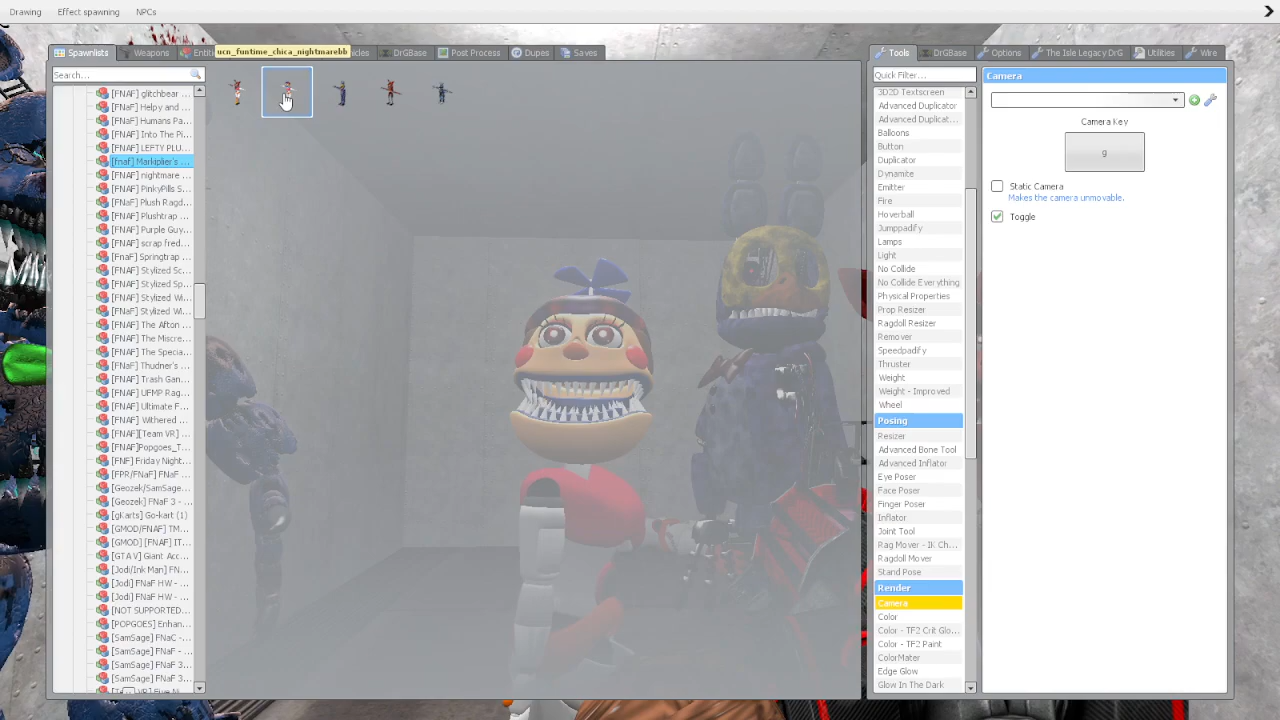 Drawing Effect spawning NPCs
Spawnlists Weapons
ucn_funtime_chica_nightmarebb
DrGBase Post Process Dupes Saves
Search...
[FNAF] glitchbear ...
[FNaF] Helpy and ...
[FNaF] Humans Pa...
[FNAF] Into The Pi...
[FNAF] LEFTY PLU...
[fnaf] Markiplier's ...
[FNAF] nightmare ...
[FNAF] PinkyPills S...
[FNaF] Plush Ragd...
[FNAF] Plushtrap ...
[FNAF] Purple Guy...
[FNAF] scrap fred...
[Fnaf] Springtrap ...
[FNAF] Stylized Sc...
[FNAF] Stylized Sp...
[FNAF] Stylized Wi...
[FNAF] Stylized Wi...
[FNAF] The Afton ...
[FNAF] The Miscre...
[FNAF] The Specia...
[FNaF] Thudner's ...
[FNAF] Trash Gan...
[FNAF] UFMP Rag...
[FNAF] Ultimate F...
[FNAF] Withered ...
[FNAF][Team VR] ...
[FNAF]Popgoes_T...
[FNF] Friday Night...
[FPR/FNaF] FNaF ...
[Geozek/SamSage...
[Geozek] FNaF 3 - ...
[gKarts] Go-kart (1)
[GMOD/FNAF] TM...
[GMOD] [FNAF] IT...
[GTA V] Giant Acc...
[Jodi/Ink Man] FN...
[Jodi] FNaF HW - ...
[Jodi] FNaF HW - ...
[NOT SUPPORTED...
[POPGOES] Enhan...
[SamSage] FNaC - ...
[SamSage] FNaF - ...
[SamSage] FNaF 3...
[SamSage] FNaF 3...
Tools DrGBase Options The Isle Legacy DrG Utilities Wire
Quick Filter...
3D2D Textscreen
Advanced Duplicator
Advanced Duplicat...
Balloons
Button
Duplicator
Dynamite
Emitter
Fire
Hoverball
Jumppadify
Lamps
Light
No Collide
No Collide Everything
Physical Properties
Prop Resizer
Ragdoll Resizer
Remover
Speedpadify
Thruster
Weight
Weight - Improved
Wheel
Posing
Resizer
Advanced Bone Tool
Advanced Inflator
Eye Poser
Face Poser
Finger Poser
Inflator
Joint Tool
Rag Mover - IK Ch...
Ragdoll Mover
Stand Pose
Render
Camera
Color
Color - TF2 Crit Glo...
Color - TF2 Paint
ColorMater
Edge Glow
Glow In The Dark
Camera
Camera Key
g
Static Camera
Makes the camera unmovable.
Toggle